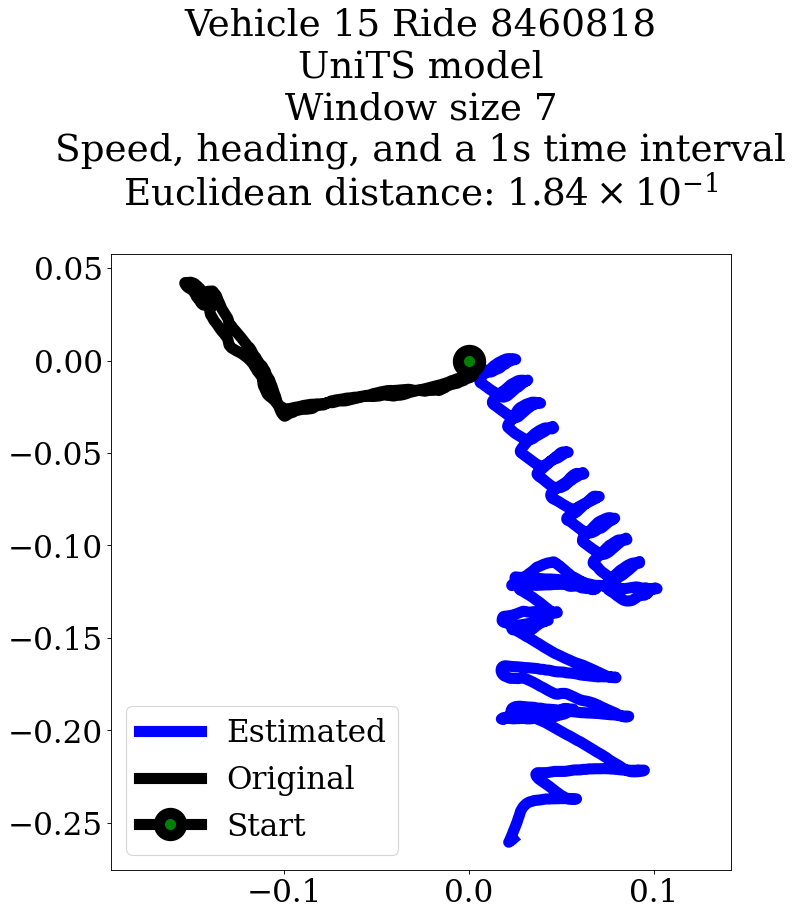 Vehicle 15 Ride 8460818
UniTS model
Window size 7
Speed, heading, and a 1s time interval
Euclidean distance: 1.84 × 10⁻¹
0.05
0.00
−0.05
−0.10
−0.15
−0.20
−0.25
Estimated
Original
Start
−0.1
0.0
0.1